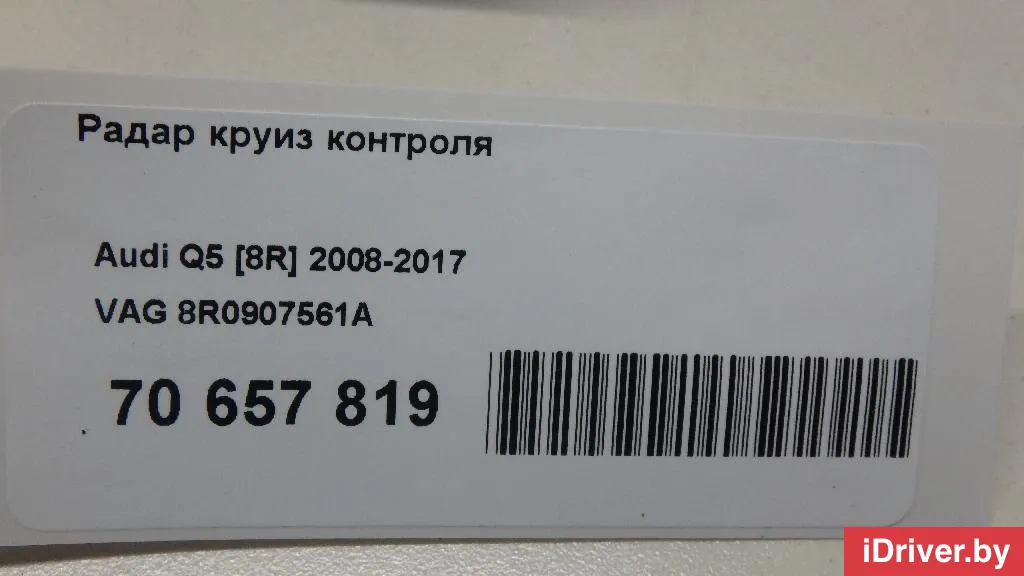 Радар круиз контроля
Audi Q5 [8R] 2008-2017
VAG 8R0907561A
70 657 819
iDriver.by